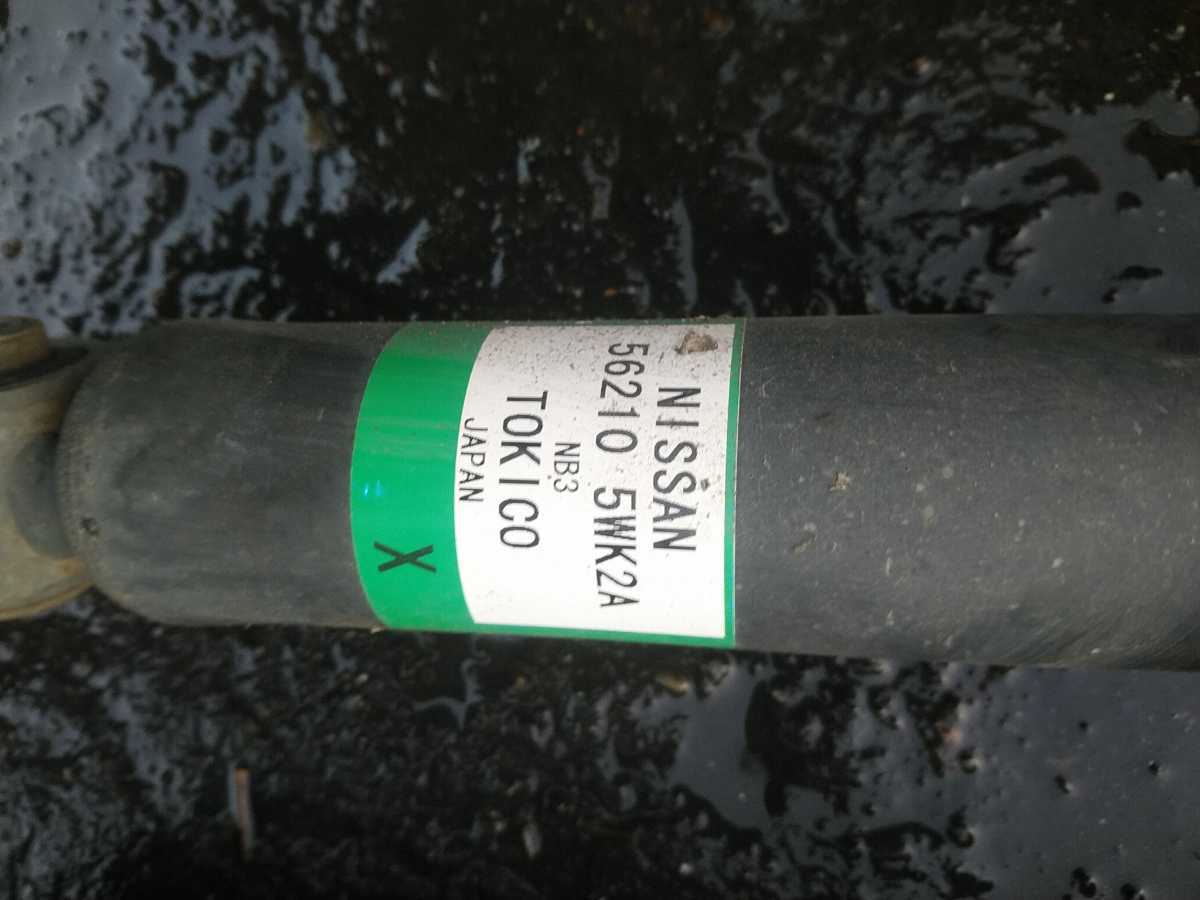 NISSAN
56210 5WK2A
NB3
TOKICO
JAPAN
X